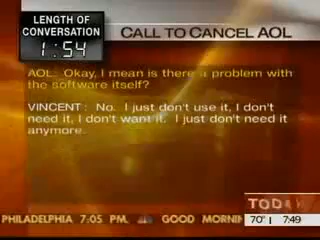 LENGTH OF
CONVERSATION
1:54
CALL TO CANCEL AOL
AOL: Okay, I mean is there a problem with
the software itself?
VINCENT: No. I just don't use it, I don't
need it, I don't want it. I just don't need it
anymore.
TODAY
PHILADELPHIA 7:05 PM. GOOD MORNIN
70° 7:49